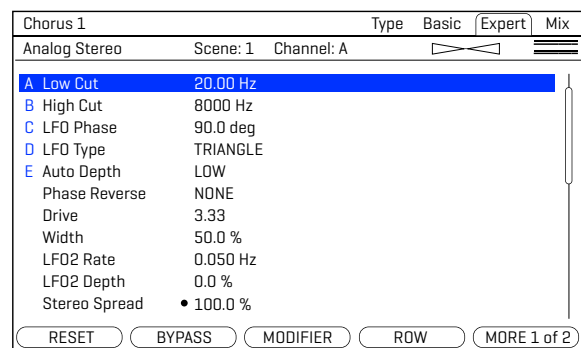 Chorus 1 Type Basic Expert Mix
Analog Stereo Scene: 1 Channel: A
A Low Cut 20.00 Hz
B High Cut 8000 Hz
C LFO Phase 90.0 deg
D LFO Type TRIANGLE
E Auto Depth LOW
Phase Reverse NONE
Drive 3.33
Width 50.0 %
LFO2 Rate 0.050 Hz
LFO2 Depth 0.0 %
Stereo Spread • 100.0 %
RESET BYPASS MODIFIER ROW MORE 1 of 2